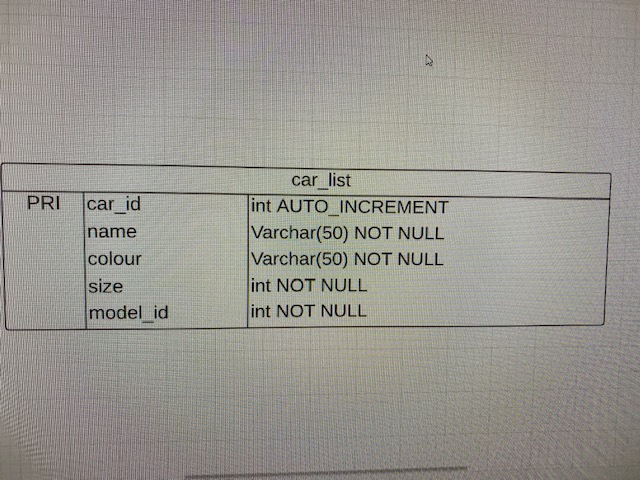 car_list
PRI car_id int AUTO_INCREMENT
name Varchar(50) NOT NULL
colour Varchar(50) NOT NULL
size int NOT NULL
model_id int NOT NULL